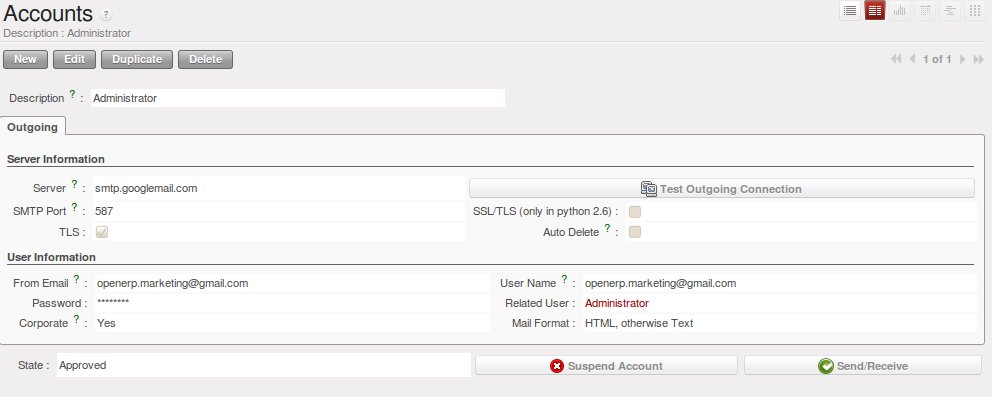 Accounts ?
Description : Administrator
New Edit Duplicate Delete 1 of 1
Description ? : Administrator
Outgoing
Server Information
Server ? : smtp.googlemail.com Test Outgoing Connection
SMTP Port ? : 587 SSL/TLS (only in python 2.6) :
TLS : Auto Delete ? :
User Information
From Email ? : openerp.marketing@gmail.com User Name ? : openerp.marketing@gmail.com
Password : ******** Related User : Administrator
Corporate ? : Yes Mail Format : HTML, otherwise Text
State : Approved Suspend Account Send/Receive